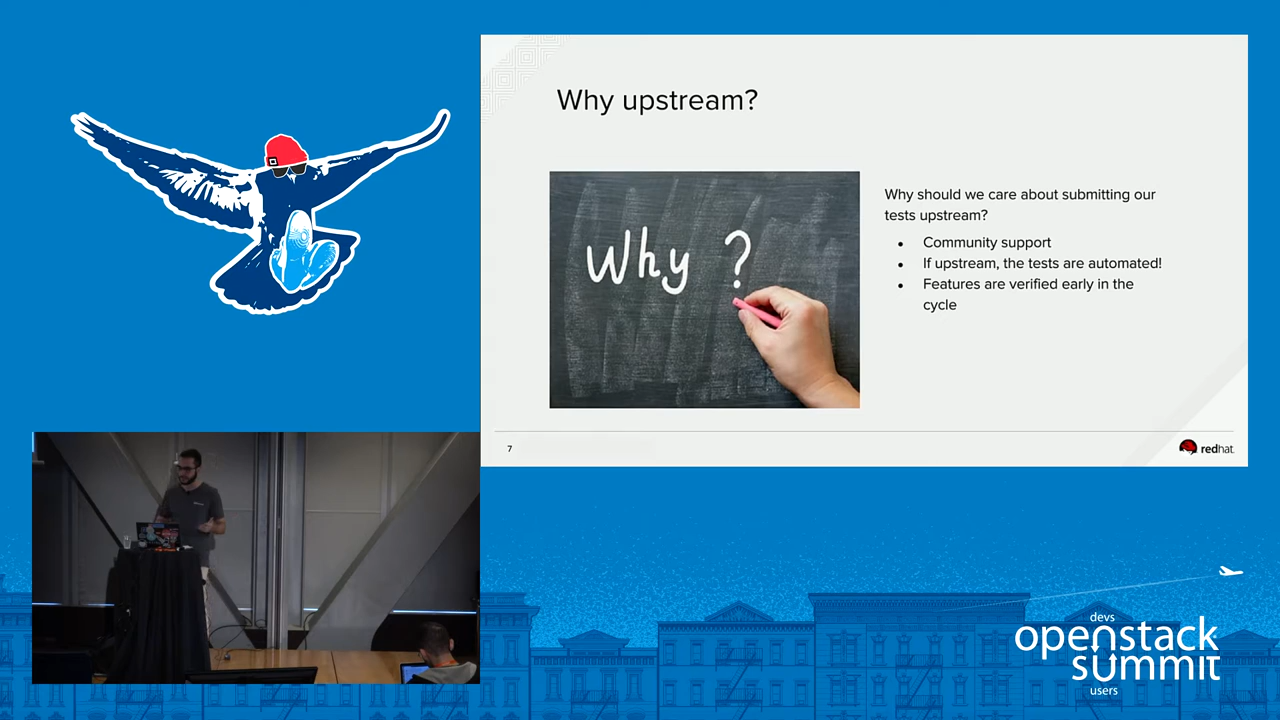 Why upstream?
Why ?
Why should we care about submitting our
tests upstream?
● Community support
● If upstream, the tests are automated!
● Features are verified early in the
cycle
7
redhat.
devs
openstack
summit
users